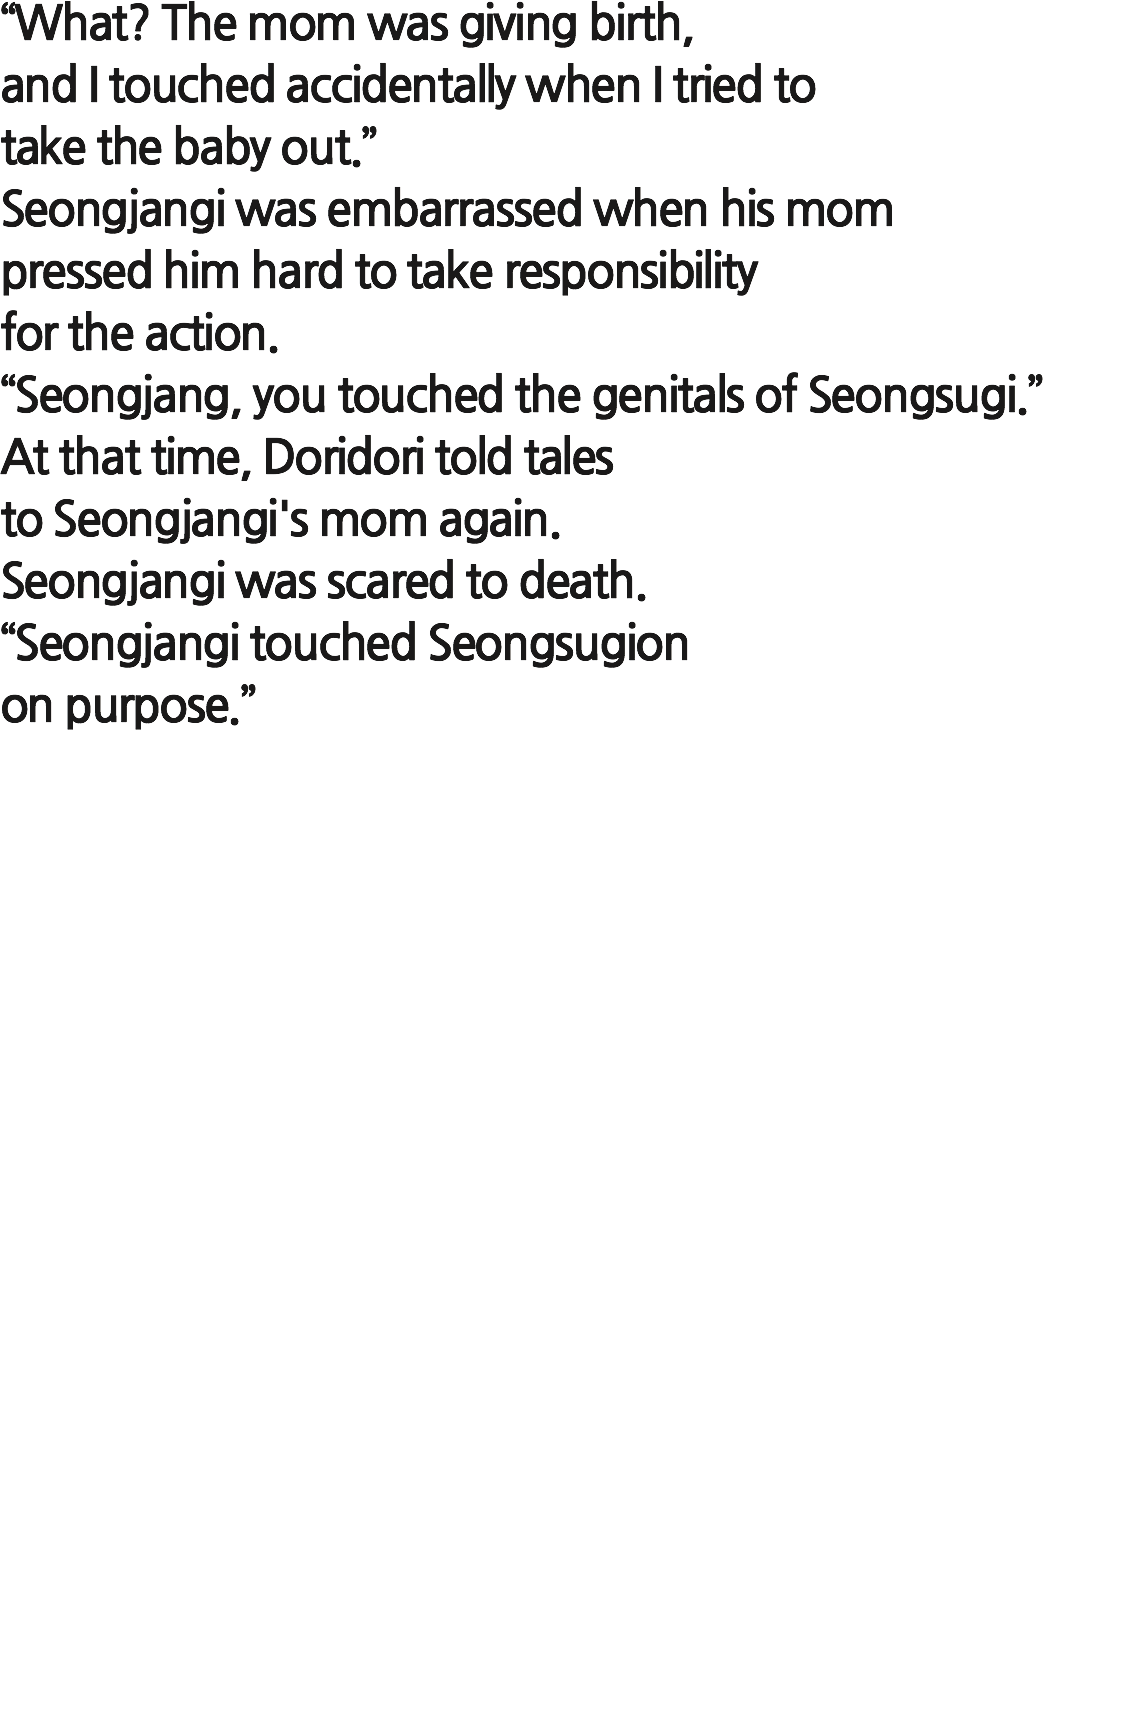 “What? The mom was giving birth,
and I touched accidentally when I tried to
take the baby out.”
Seongjangi was embarrassed when his mom
pressed him hard to take responsibility
for the action.
“Seongjang, you touched the genitals of Seongsugi.”
At that time, Doridori told tales
to Seongjangi's mom again.
Seongjangi was scared to death.
“Seongjangi touched Seongsugion
on purpose.”